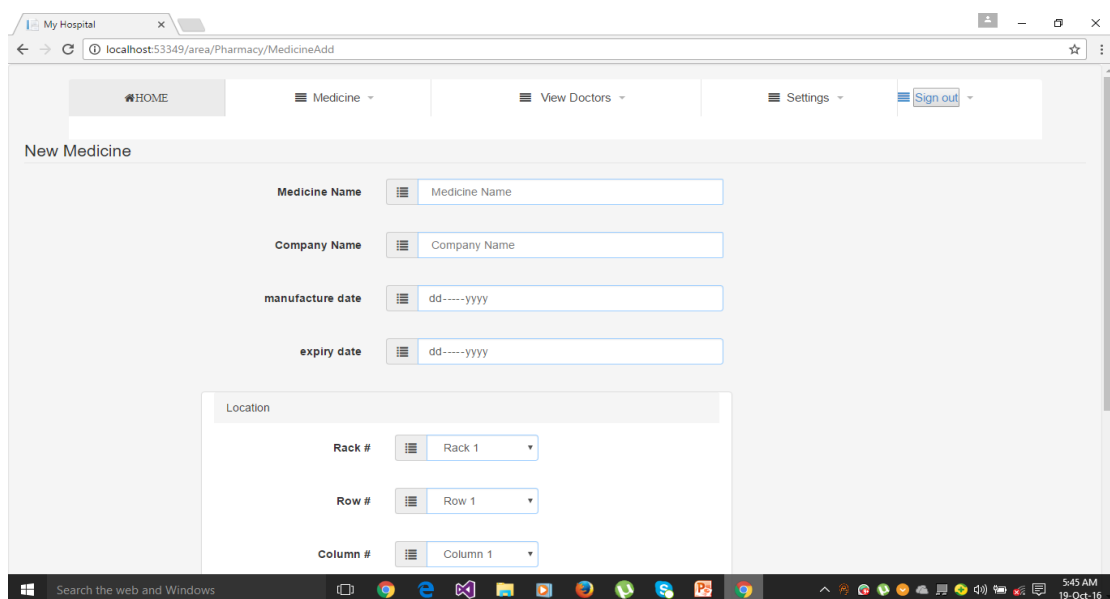 My Hospital
localhost:53349/area/Pharmacy/MedicineAdd
HOME Medicine View Doctors Settings Sign out
New Medicine
Medicine Name Medicine Name
Company Name Company Name
manufacture date dd-----yyyy
expiry date dd-----yyyy
Location
Rack # Rack 1
Row # Row 1
Column # Column 1
Search the web and Windows
5:45 AM
19-Oct-16